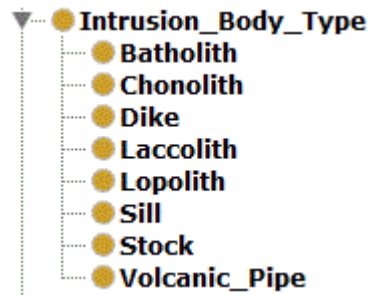 Intrusion_Body_Type
Batholith
Chonolith
Dike
Laccolith
Lopolith
Sill
Stock
Volcanic_Pipe